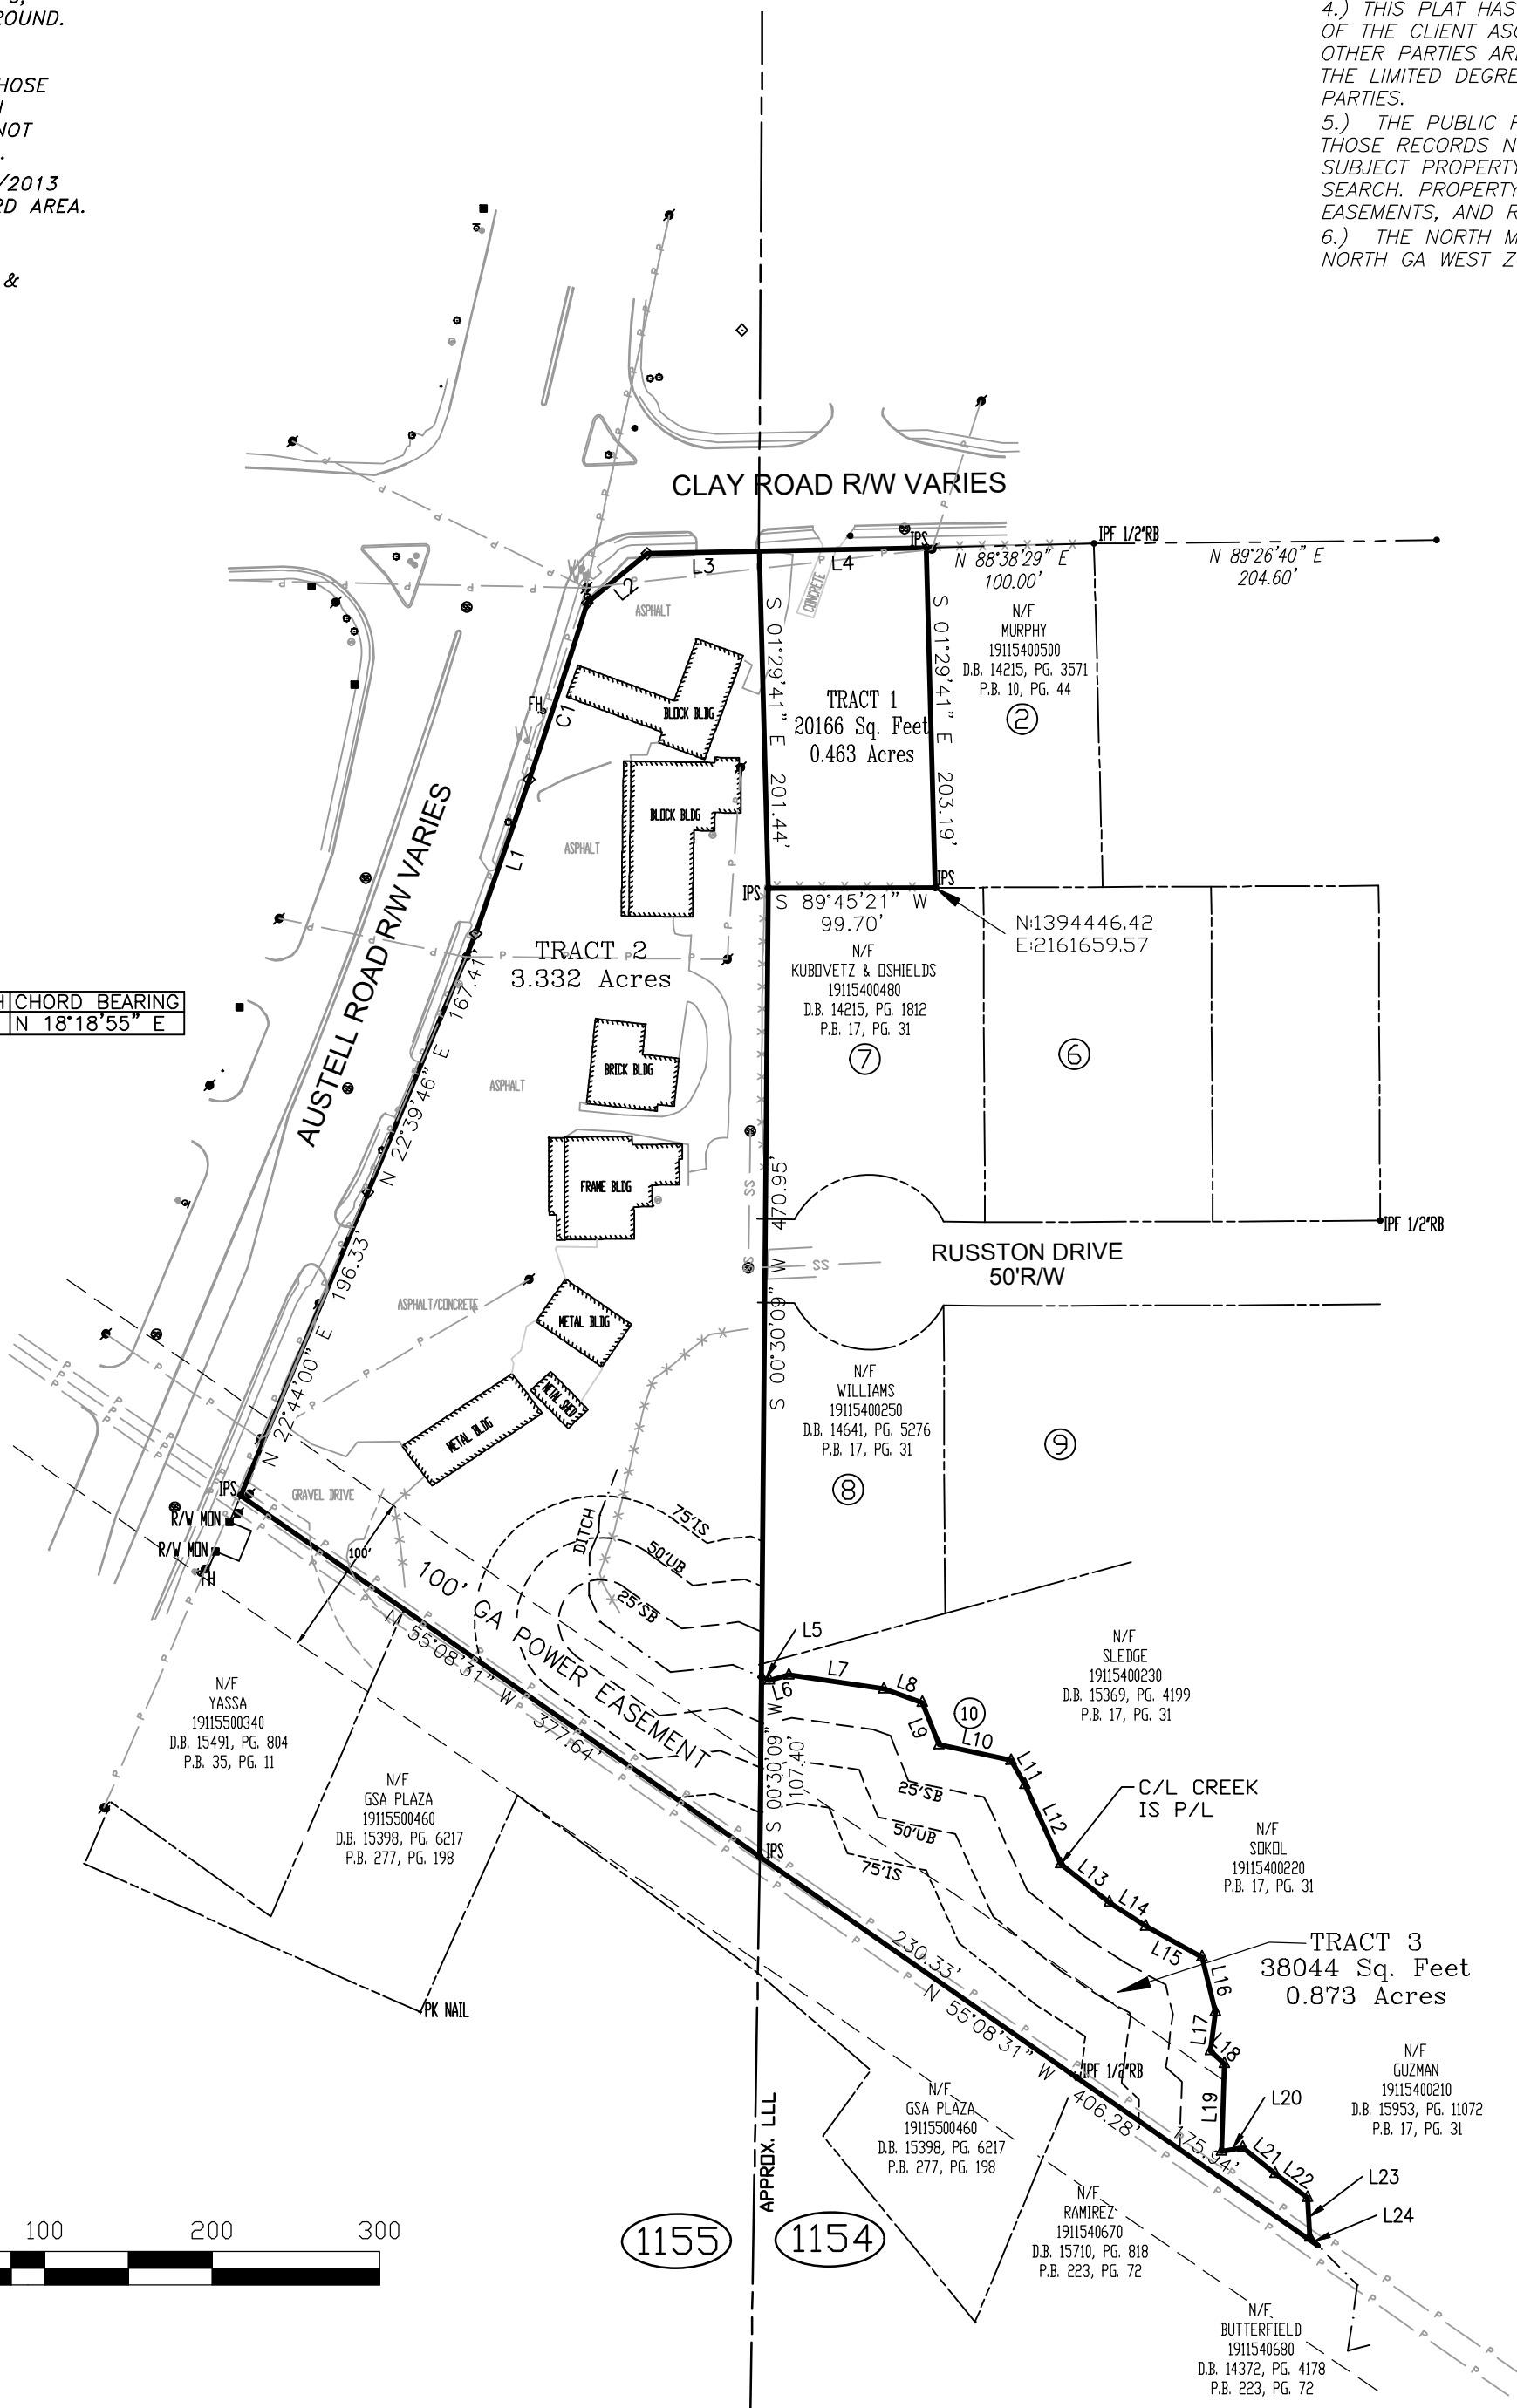 ROUND.
HOSE
NOT
/2013
RD AREA.
&
4.) THIS PLAT HAS
OF THE CLIENT
OTHER PARTIES
THE LIMITED
PARTIES.
5.) THE PUBLIC
THOSE RECORDS
SUBJECT PROPERTY
SEARCH. PROPERTY
EASEMENTS, AND
6.) THE NORTH
NORTH GA WEST
CLAY ROAD R/W VARIES
IPS
IPF 1/2"RB
N 88°38'29" E
100.00'
N 89°26'40" E
204.60'
L3
L4
L2
CONCRETE
ASPHALT
N/F
MURPHY
19115400500
D.B. 14215, PG. 3571
P.B. 10, PG. 44
2
S 01°29'41" E 201.44'
S 01°29'41" E 203.19'
TRACT 1
20166 Sq. Feet
0.463 Acres
FH
C1
W
W
BLOCK BLDG
BLOCK BLDG
ASPHALT
L1
IPS
IPS
S 89°45'21" W
99.70'
N:1394446.42
E:2161659.57
TRACT 2
3.332 Acres
N/F
KUBOVETZ & OSHIELDS
19115400480
D.B. 14215, PG. 1812
P.B. 17, PG. 31
7
6
H CHORD BEARING
N 18°18'55" E
AUSTELL ROAD R/W VARIES
N 22°39'46" E 167.41'
BRICK BLDG
ASPHALT
FRAME BLDG
SS
SS
SS
S 00°30'09" W 470.95'
RUSSTON DRIVE
50'R/W
IPF 1/2"RB
N 22°44'00" E 196.33'
ASPHALT/CONCRETE
METAL BLDG
METAL SHED
METAL BLDG
N/F
WILLIAMS
19115400250
D.B. 14641, PG. 5276
P.B. 17, PG. 31
8
9
IPS
GRAVEL DRIVE
R/W MON
R/W MON
FH
100'
DITCH
75'IS
50'UB
25'SB
100' GA POWER EASEMENT
N 55°08'31" W 377.64'
L5
L6
L7
L8
L9
10
L10
L11
L12
L13
L14
L15
L16
L17
L18
L19
L20
L21
L22
L23
L24
N/F
SLEDGE
19115400230
D.B. 15369, PG. 4199
P.B. 17, PG. 31
N/F
YASSA
19115500340
D.B. 15491, PG. 804
P.B. 35, PG. 11
N/F
GSA PLAZA
19115500460
D.B. 15398, PG. 6217
P.B. 277, PG. 198
S 00°30'09" W
107.40'
IPS
25'SB
50'UB
75'IS
C/L CREEK
IS P/L
N/F
SOKOL
19115400220
P.B. 17, PG. 31
TRACT 3
38044 Sq. Feet
0.873 Acres
PK NAIL
230.33'
N 55°08'31" W 406.28'
175.94'
IPF 1/2"RB
N/F
GUZMAN
19115400210
D.B. 15953, PG. 11072
P.B. 17, PG. 31
N/F
GSA PLAZA
19115500460
D.B. 15398, PG. 6217
P.B. 277, PG. 198
N/F
RAMIREZ
1911540670
D.B. 15710, PG. 818
P.B. 223, PG. 72
APPROX. LLL
1155
1154
100 200 300
N/F
BUTTERFIELD
1911540680
D.B. 14372, PG. 4178
P.B. 223, PG. 72